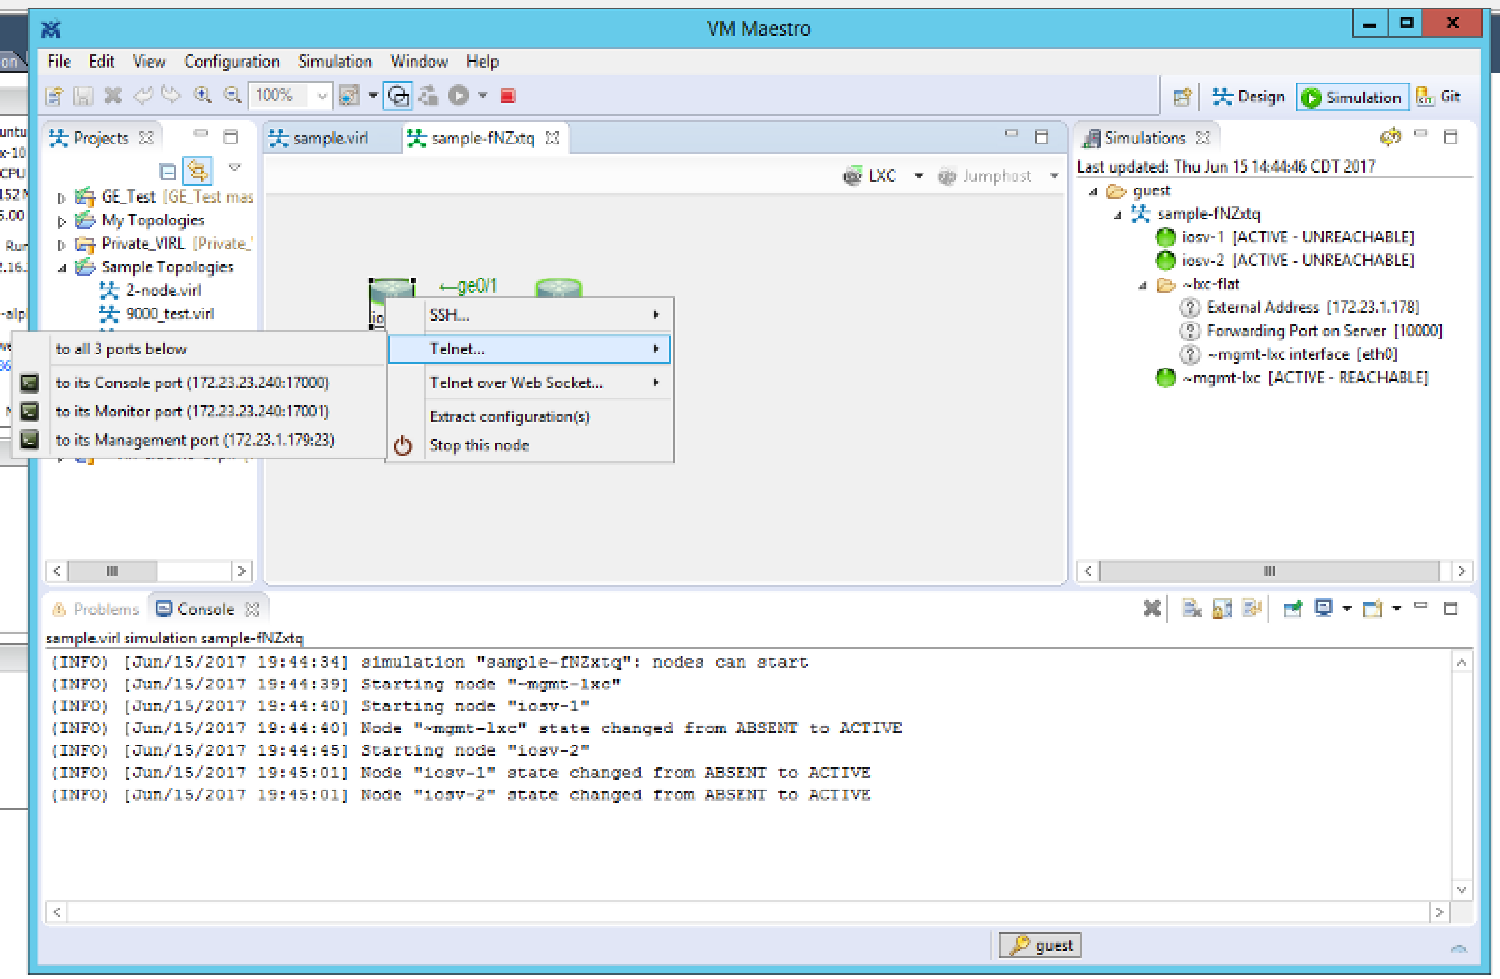 VM Maestro
File Edit View Configuration Simulation Window Help
100%
Design Simulation Git
Projects
GE_Test [GE_Test mas
My Topologies
Private_VIRL [Private_
Sample Topologies
2-node.virl
9000_test.virl
sample.virl sample-fNZxtq
LXC Jumphost
←ge0/1
io
SSH...
Telnet...
Telnet over Web Socket...
Extract configuration(s)
Stop this node
to all 3 ports below
to its Console port (172.23.23.240:17000)
to its Monitor port (172.23.23.240:17001)
to its Management port (172.23.1.179:23)
Simulations
Last updated: Thu Jun 15 14:44:46 CDT 2017
guest
sample-fNZxtq
iosv-1 [ACTIVE - UNREACHABLE]
iosv-2 [ACTIVE - UNREACHABLE]
~lxc-flat
External Address [172.23.1.178]
Forwarding Port on Server [10000]
~mgmt-lxc interface [eth0]
~mgmt-lxc [ACTIVE - REACHABLE]
Problems Console
sample.virl simulation sample-fNZxtq
(INFO) [Jun/15/2017 19:44:34] simulation "sample-fNZxtq": nodes can start
(INFO) [Jun/15/2017 19:44:39] Starting node "~mgmt-lxc"
(INFO) [Jun/15/2017 19:44:40] Starting node "iosv-1"
(INFO) [Jun/15/2017 19:44:40] Node "~mgmt-lxc" state changed from ABSENT to ACTIVE
(INFO) [Jun/15/2017 19:44:45] Starting node "iosv-2"
(INFO) [Jun/15/2017 19:45:01] Node "iosv-1" state changed from ABSENT to ACTIVE
(INFO) [Jun/15/2017 19:45:01] Node "iosv-2" state changed from ABSENT to ACTIVE
guest